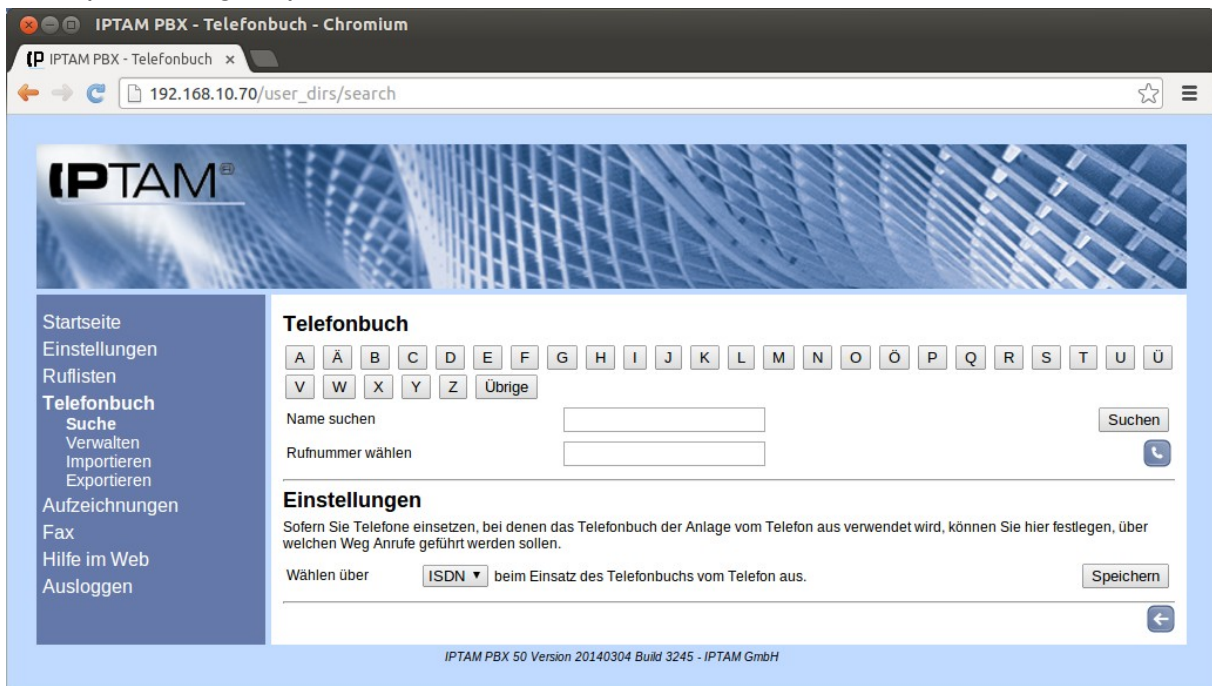 IPTAM PBX - Telefonbuch - Chromium
IPTAM PBX - Telefonbuch ×
192.168.10.70/user_dirs/search
IPTAM®
Startseite
Einstellungen
Ruflisten
Telefonbuch
Suche
Verwalten
Importieren
Exportieren
Aufzeichnungen
Fax
Hilfe im Web
Ausloggen
Telefonbuch
A Ä B C D E F G H I J K L M N O Ö P Q R S T U Ü
V W X Y Z Übrige
Name suchen Suchen
Rufnummer wählen
Einstellungen
Sofern Sie Telefone einsetzen, bei denen das Telefonbuch der Anlage vom Telefon aus verwendet wird, können Sie hier festlegen, über
welchen Weg Anrufe geführt werden sollen.
Wählen über ISDN beim Einsatz des Telefonbuchs vom Telefon aus. Speichern
IPTAM PBX 50 Version 20140304 Build 3245 - IPTAM GmbH